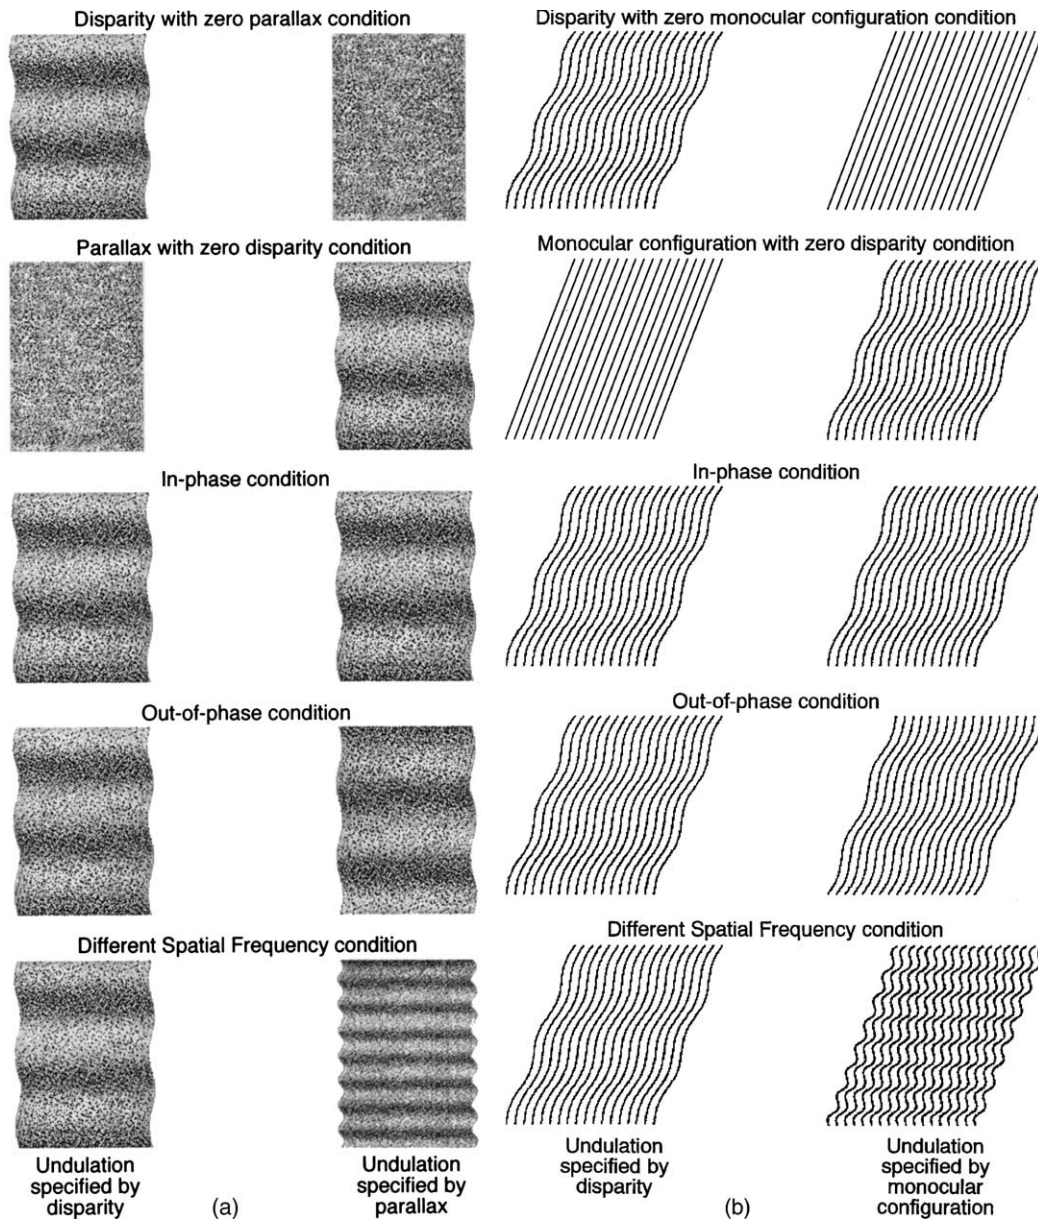 Disparity with zero parallax condition
Parallax with zero disparity condition
In-phase condition
Out-of-phase condition
Different Spatial Frequency condition
Undulation
specified by
disparity
(a)
Undulation
specified by
parallax
Disparity with zero monocular configuration condition
Monocular configuration with zero disparity condition
In-phase condition
Out-of-phase condition
Different Spatial Frequency condition
Undulation
specified by
disparity
(b)
Undulation
specified by
monocular
configuration